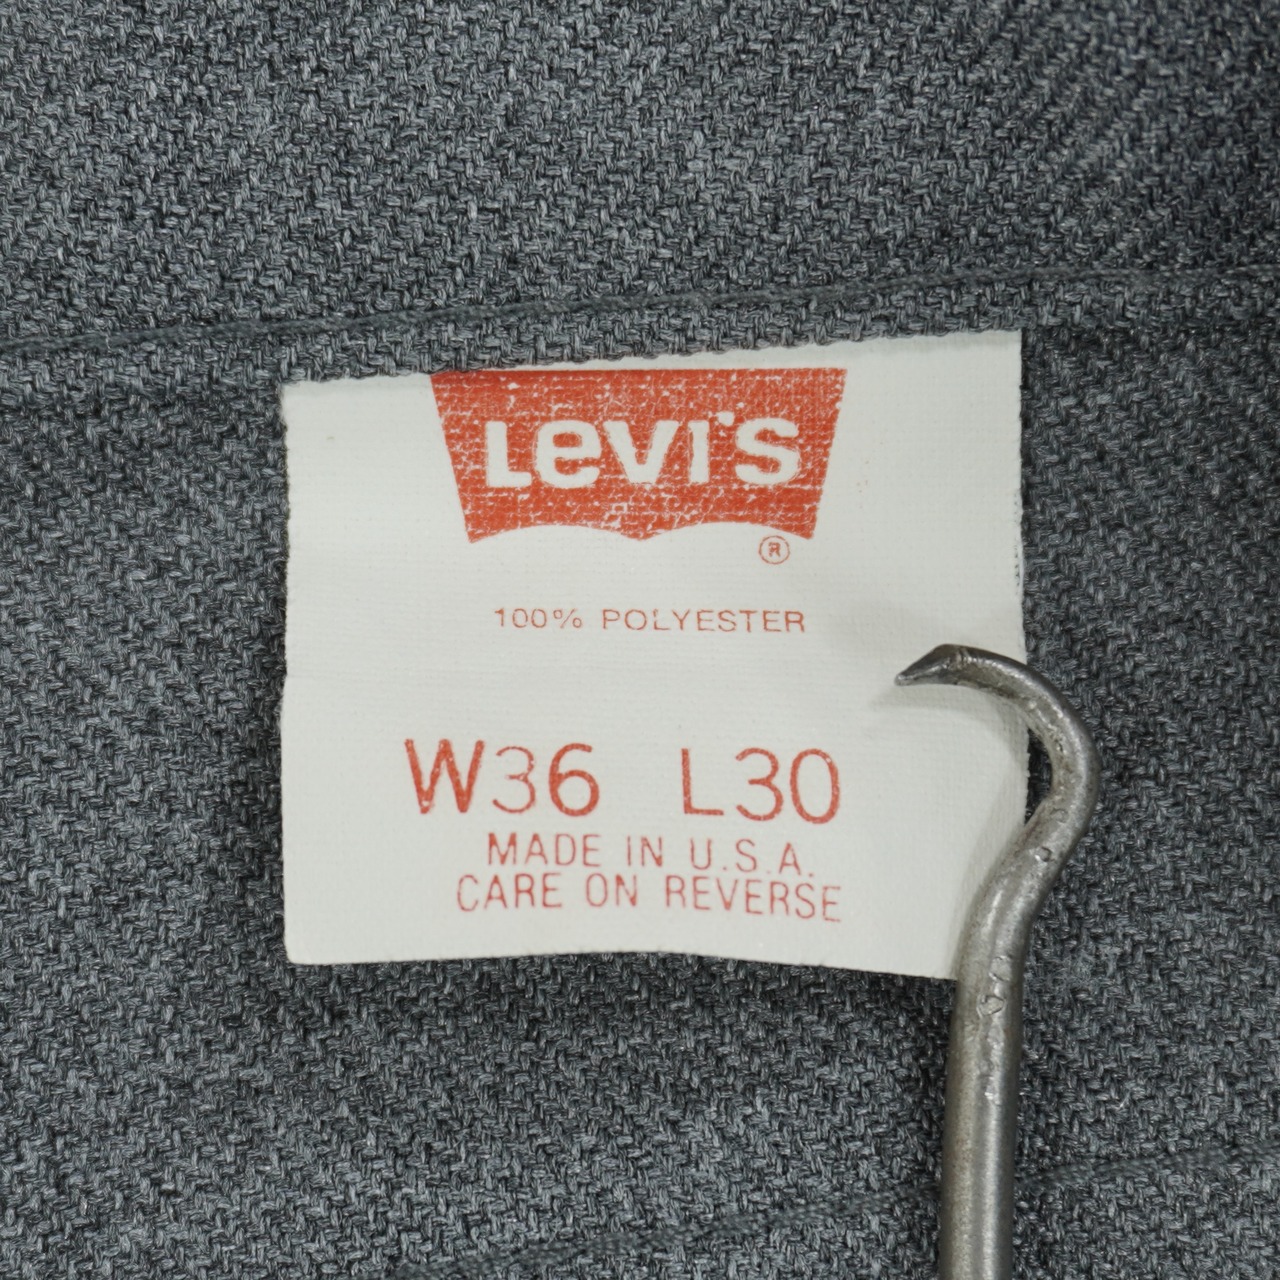 Levi's
®
100% POLYESTER
W36 L30
MADE IN U.S.A.
CARE ON REVERSE